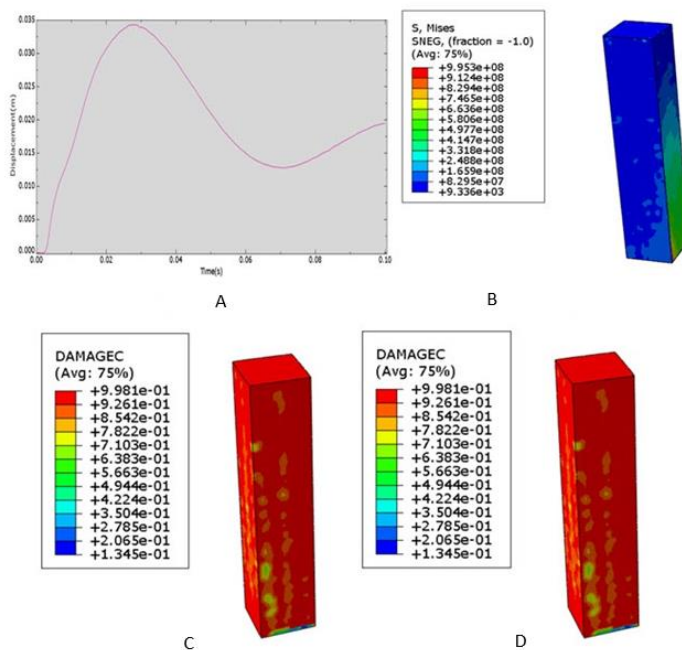 0.035
0.030
0.025
0.020
0.015
0.010
0.005
0.000
Displacement(m)
0.00
0.02
0.04
0.06
0.08
0.10
Time(s)
A
S, Mises
SNEG, (fraction = -1.0)
(Avg: 75%)
+9.953e+08
+9.124e+08
+8.294e+08
+7.465e+08
+6.636e+08
+5.806e+08
+4.977e+08
+4.147e+08
+3.318e+08
+2.488e+08
+1.659e+08
+8.295e+07
+9.336e+03
B
DAMAGEC
(Avg: 75%)
+9.981e-01
+9.261e-01
+8.542e-01
+7.822e-01
+7.103e-01
+6.383e-01
+5.663e-01
+4.944e-01
+4.224e-01
+3.504e-01
+2.785e-01
+2.065e-01
+1.345e-01
C
DAMAGEC
(Avg: 75%)
+9.981e-01
+9.261e-01
+8.542e-01
+7.822e-01
+7.103e-01
+6.383e-01
+5.663e-01
+4.944e-01
+4.224e-01
+3.504e-01
+2.785e-01
+2.065e-01
+1.345e-01
D